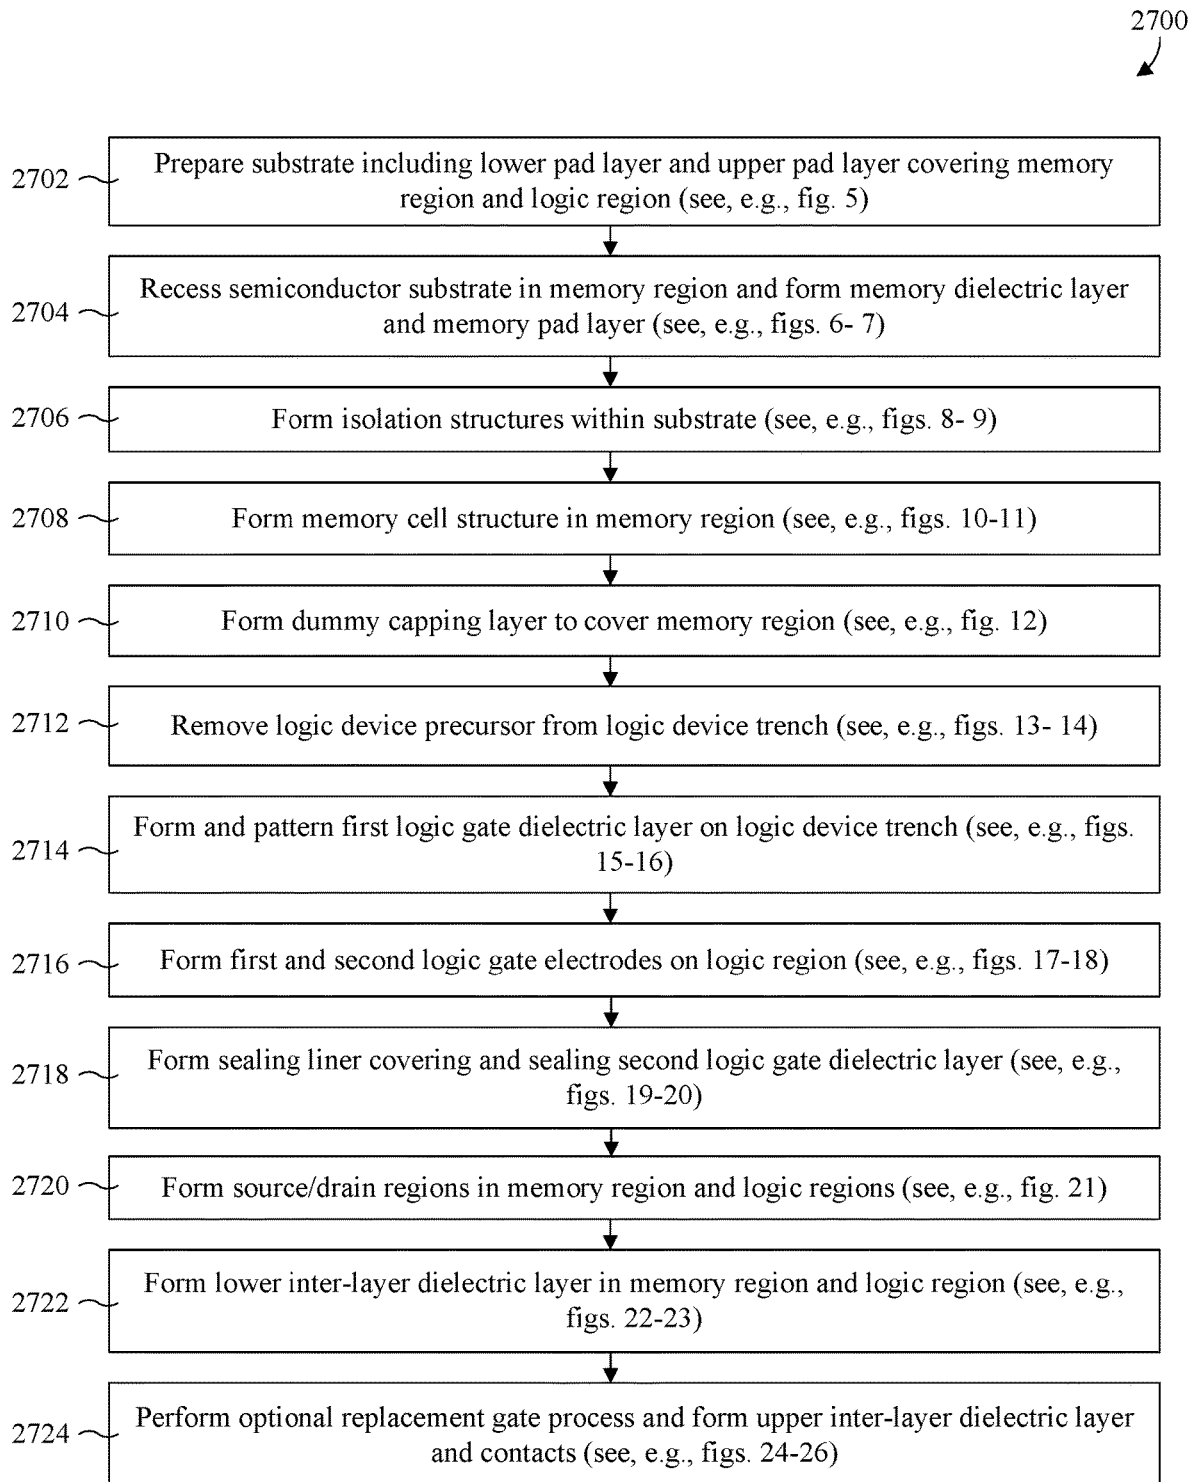 2700
2702
Prepare substrate including lower pad layer and upper pad layer covering memory
region and logic region (see, e.g., fig. 5)
2704
Recess semiconductor substrate in memory region and form memory dielectric layer
and memory pad layer (see, e.g., figs. 6- 7)
2706
Form isolation structures within substrate (see, e.g., figs. 8- 9)
2708
Form memory cell structure in memory region (see, e.g., figs. 10-11)
2710
Form dummy capping layer to cover memory region (see, e.g., fig. 12)
2712
Remove logic device precursor from logic device trench (see, e.g., figs. 13- 14)
2714
Form and pattern first logic gate dielectric layer on logic device trench (see, e.g., figs.
15-16)
2716
Form first and second logic gate electrodes on logic region (see, e.g., figs. 17-18)
2718
Form sealing liner covering and sealing second logic gate dielectric layer (see, e.g.,
figs. 19-20)
2720
Form source/drain regions in memory region and logic regions (see, e.g., fig. 21)
2722
Form lower inter-layer dielectric layer in memory region and logic region (see, e.g.,
figs. 22-23)
2724
Perform optional replacement gate process and form upper inter-layer dielectric layer
and contacts (see, e.g., figs. 24-26)